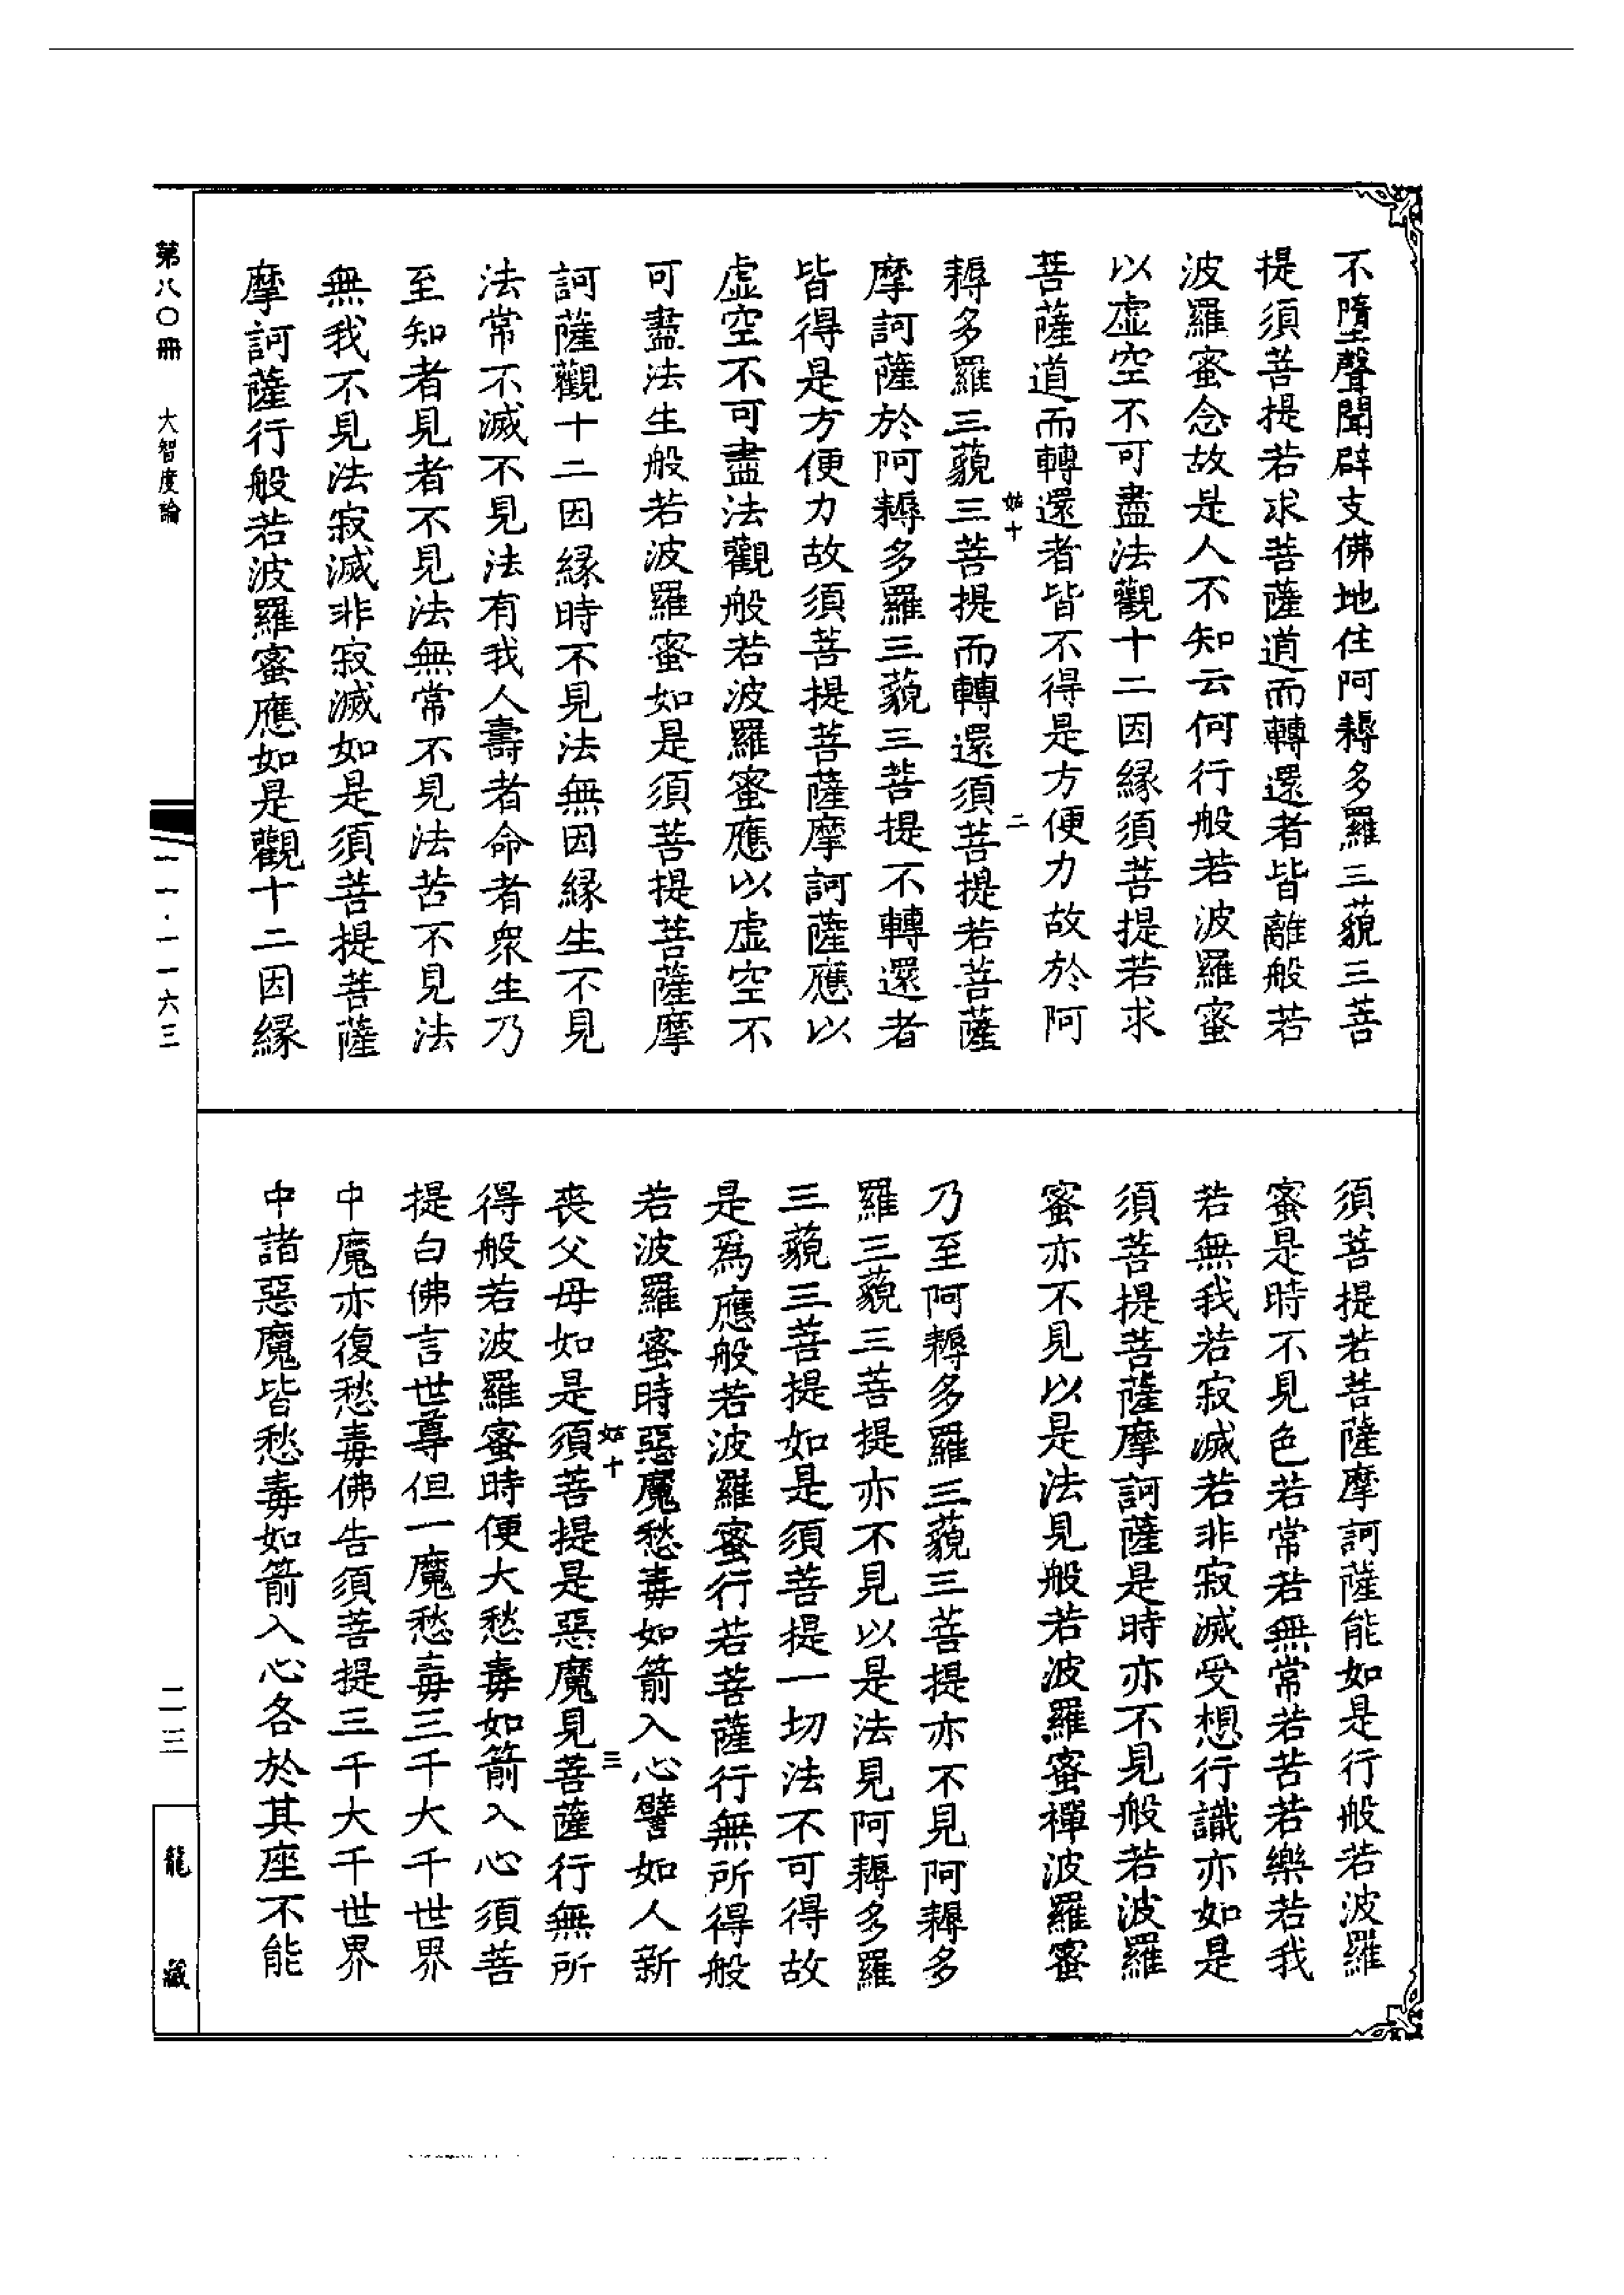 不墮聲聞辟支佛地住阿耨多羅三藐三菩
提須菩提若求菩薩道而轉還者皆離般若
波羅蜜念故是人不知云何行般若波羅蜜
以虛空不可盡法觀十二因緣須菩提若求
菩薩道而轉還者皆不得是方便力故於阿
姑十 二
耨多羅三藐三菩提而轉還須菩提若菩薩
摩訶薩於阿耨多羅三藐三菩提不轉還者
皆得是方便力故須菩提菩薩摩訶薩應以
虛空不可盡法觀般若波羅蜜應以虛空不
可盡法生般若波羅蜜如是須菩提菩薩摩
訶薩觀十二因緣時不見法無因緣生不見
法常不滅不見法有我人壽者命者衆生乃
至知者見者不見法無常不見法苦不見法
無我不見法寂滅非寂滅如是須菩提菩薩
摩訶薩行般若波羅蜜應如是觀十二因緣
須菩提若菩薩摩訶薩能如是行般若波羅
蜜是時不見色若常若無常若苦若樂若我
若無我若寂滅若非寂滅受想行識亦如是
須菩提菩薩摩訶薩是時亦不見般若波羅
蜜亦不見以是法見般若波羅蜜禪波羅蜜
乃至阿耨多羅三藐三菩提亦不見阿耨多
羅三藐三菩提亦不見以是法見阿耨多羅
三藐三菩提如是須菩提一切法不可得故
是爲應般若波羅蜜行若菩薩行無所得般
若波羅蜜時惡魔愁毒如箭入心譬如人新
姑十 三
喪父母如是須菩提是惡魔見菩薩行無所
得般若波羅蜜時便大愁毒如箭入心須菩
提白佛言世尊但一魔愁毒三千大千世界
中魔亦復愁毒佛告須菩提三千大千世界
中諸惡魔皆愁毒如箭入心各於其座不能
第八〇冊 大智度論
一一·一一六三
二三
龍藏